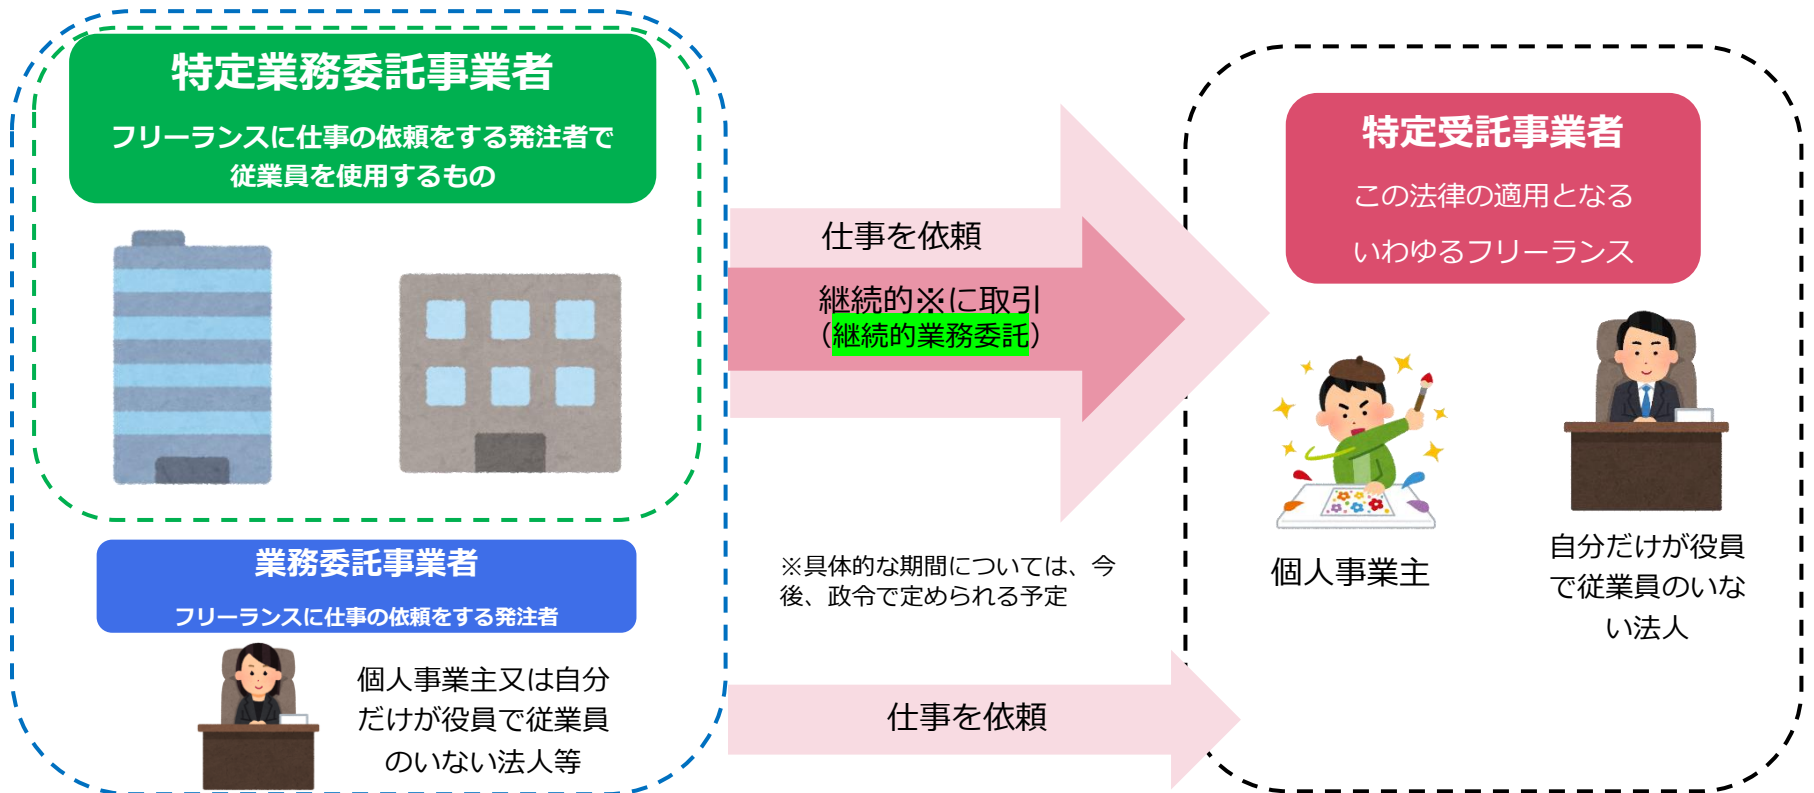 特定業務委託事業者
フリーランスに仕事の依頼をする発注者で
従業員を使用するもの
業務委託事業者
フリーランスに仕事の依頼をする発注者
個人事業主又は自分
だけが役員で従業員
のいない法人等
仕事を依頼
継続的※に取引
（継続的業務委託）
※具体的な期間については、今
後、政令で定められる予定
仕事を依頼
特定受託事業者
この法律の適用となる
いわゆるフリーランス
個人事業主
自分だけが役員
で従業員のいな
い法人